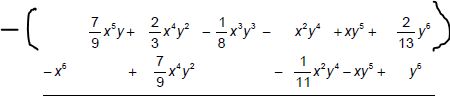 −( 7/9 x⁵y + 2/3 x⁴y² − 1/8 x³y³ − x²y⁴ + xy⁵ + 2/13 y⁶ )
− x⁶ + 7/9 x⁴y² − 1/11 x²y⁴ − xy⁵ + y⁶